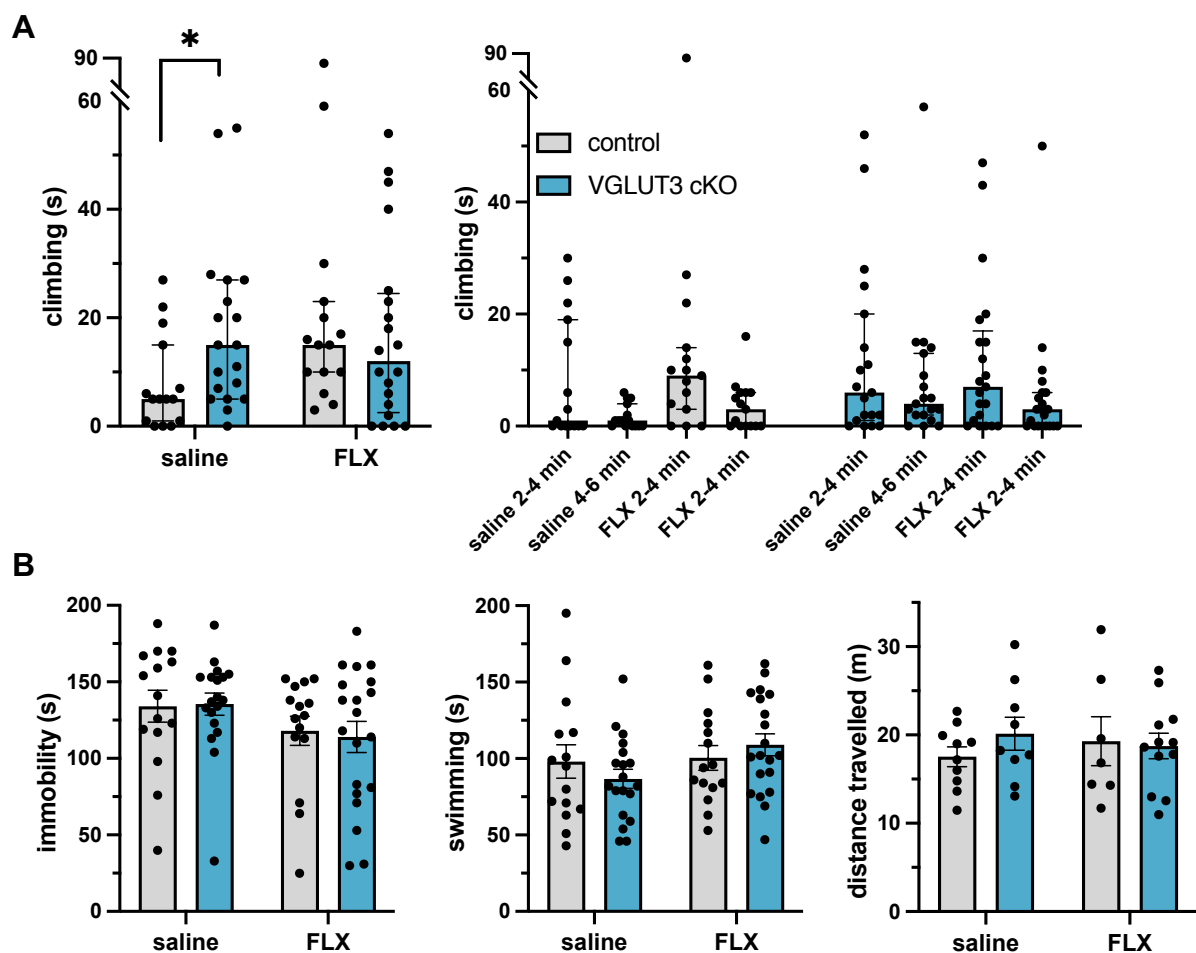 A
*
90
60
40
20
0
climbing (s)
saline
FLX
90
60
40
20
0
climbing (s)
control
VGLUT3 cKO
saline 2-4 min
saline 4-6 min
FLX 2-4 min
FLX 2-4 min
saline 2-4 min
saline 4-6 min
FLX 2-4 min
FLX 2-4 min
B
200
150
100
50
0
immobility (s)
saline
FLX
200
150
100
50
0
swimming (s)
saline
FLX
30
20
10
0
distance travelled (m)
saline
FLX